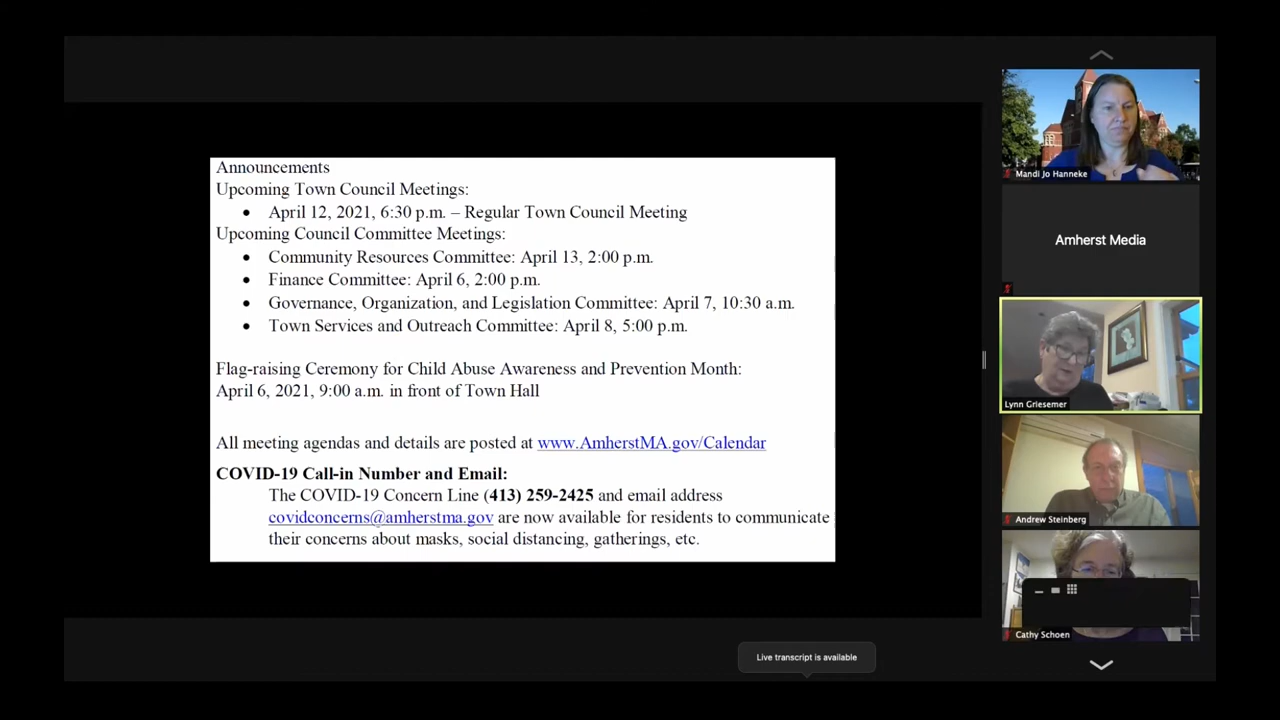 Announcements
Upcoming Town Council Meetings:
• April 12, 2021, 6:30 p.m. – Regular Town Council Meeting
Upcoming Council Committee Meetings:
• Community Resources Committee: April 13, 2:00 p.m.
• Finance Committee: April 6, 2:00 p.m.
• Governance, Organization, and Legislation Committee: April 7, 10:30 a.m.
• Town Services and Outreach Committee: April 8, 5:00 p.m.
Flag-raising Ceremony for Child Abuse Awareness and Prevention Month:
April 6, 2021, 9:00 a.m. in front of Town Hall
All meeting agendas and details are posted at www.AmherstMA.gov/Calendar
COVID-19 Call-in Number and Email:
The COVID-19 Concern Line (413) 259-2425 and email address
covidconcerns@amherstma.gov are now available for residents to communicate
their concerns about masks, social distancing, gatherings, etc.
Mandi Jo Hanneke
Amherst Media
Lynn Griesemer
Andrew Steinberg
Cathy Schoen
Live transcript is available